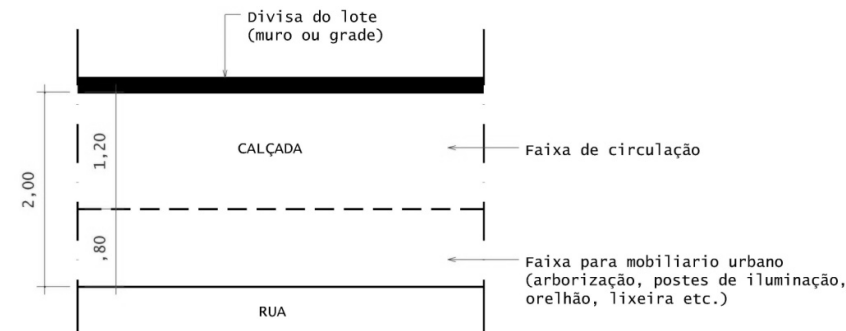 Divisa do lote
(muro ou grade)
2,00
1,20
CALÇADA
Faixa de circulação
,80
Faixa para mobiliario urbano
(arborização, postes de iluminação,
orelhão, lixeira etc.)
RUA